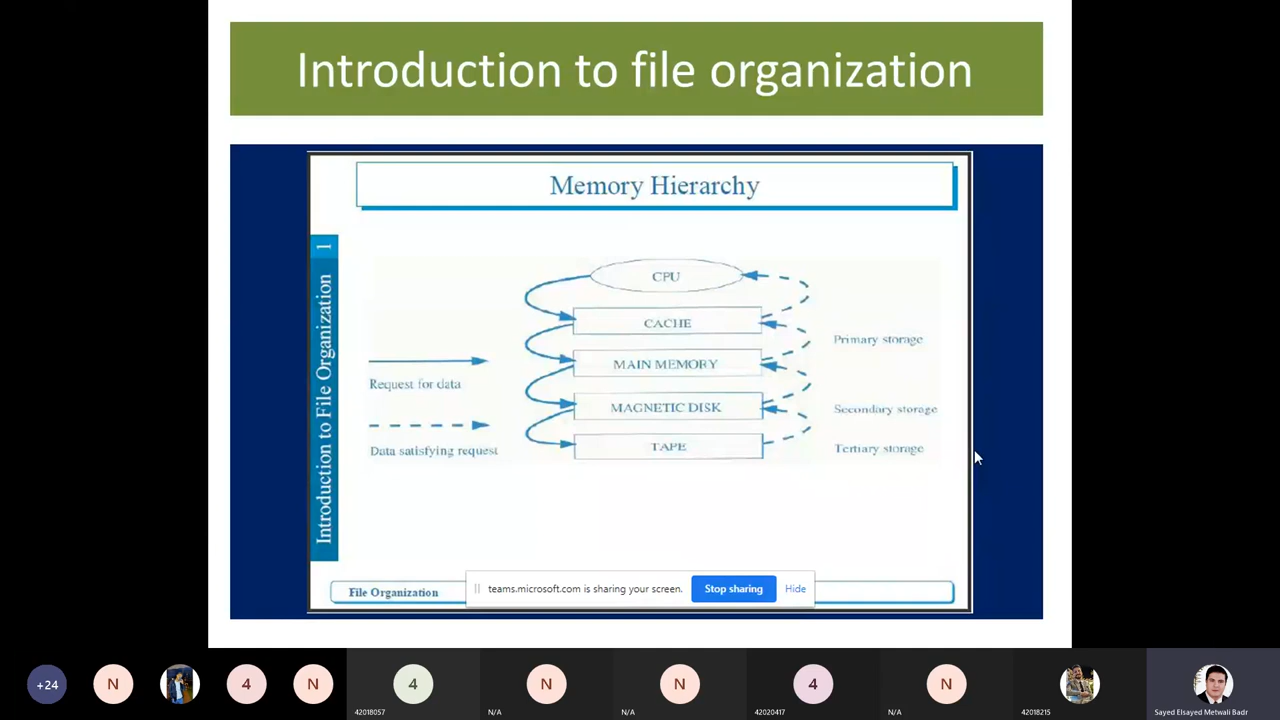 Introduction to file organization
Memory Hierarchy
1
Introduction to File Organization
CPU
CACHE
Primary storage
MAIN MEMORY
Request for data
MAGNETIC DISK
Secondary storage
TAPE
Data satisfying request
Tertiary storage
File Organization
teams.microsoft.com is sharing your screen.
Stop sharing
Hide
+24
N
4
N
4
N
N
4
N
42018057
N/A
N/A
42020417
N/A
42018215
Sayed Elsayed Metwali Badr